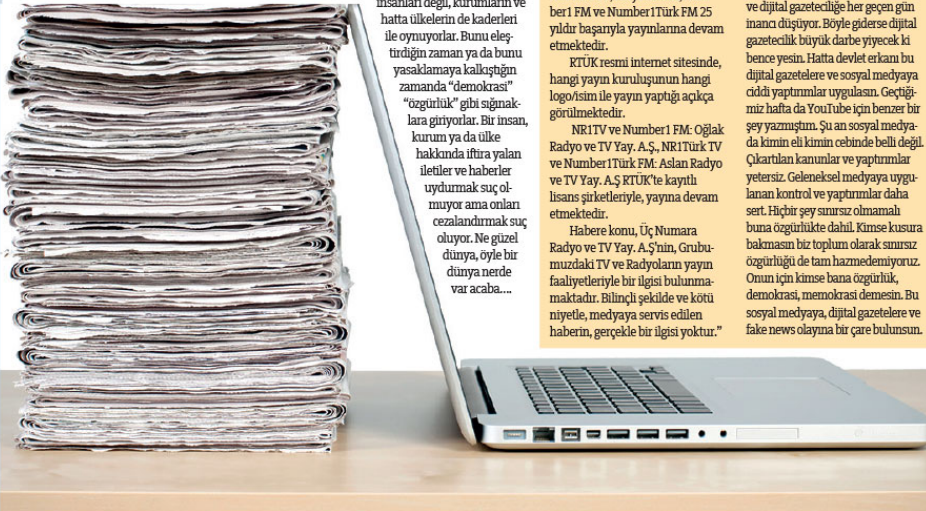 insanları değil, kurumların ve
hatta ülkelerin de kaderleri
ile oynuyorlar. Bunu eleş-
tirdiğin zaman ya da bunu
yasaklamaya kalkıştığın
zamanda “demokrasi”
“özgürlük” gibi sığınak-
lara giriyorlar. Bir insan,
kurum ya da ülke
hakkında iftira yalan
iletiler ve haberler
uydurmak suç ol-
muyor ama onları
cezalandırmak suç
oluyor. Ne güzel
dünya, öyle bir
dünya nerde
var acaba....
ber1 FM ve Number1Türk FM 25
yıldır başarıyla yayınlarına devam
etmektedir.
RTÜK resmi internet sitesinde,
hangi yayın kuruluşunun hangi
logo/isim ile yayın yaptığı açıkça
görülmektedir.
NR1TV ve Number1 FM: Oğlak
Radyo ve TV Yay. A.Ş., NR1Türk TV
ve Number1Türk FM: Aslan Radyo
ve TV Yay. A.Ş RTÜK’te kayıtlı
lisans şirketleriyle, yayına devam
etmektedir.
Habere konu, Üç Numara
Radyo ve TV Yay. A.Ş’nin, Grubu-
muzdaki TV ve Radyoların yayın
faaliyetleriyle bir ilgisi bulunma-
maktadır. Bilinçli şekilde ve kötü
niyetle, medyaya servis edilen
haberin, gerçekle bir ilgisi yoktur.”
ve dijital gazeteciliğe her geçen gün
inancı düşüyor. Böyle giderse dijital
gazetecilik büyük darbe yiyecek ki
bence yesin. Hatta devlet erkanı bu
dijital gazetelere ve sosyal medyaya
ciddi yaptırımlar uygulasın. Geçtiği-
miz hafta da YouTube için benzer bir
şey yazmıştım. Şu an sosyal medya-
da kimin eli kimin cebinde belli değil.
Çıkartılan kanunlar ve yaptırımlar
yetersiz. Geleneksel medyaya uygu-
lanan kontrol ve yaptırımlar daha
sert. Hiçbir şey sınırsız olmamalı
buna özgürlükte dahil. Kimse kusura
bakmasın biz toplum olarak sınırsız
özgürlüğü de tam hazmedemiyoruz.
Onun için kimse bana özgürlük,
demokrasi, memokrasi demesin. Bu
sosyal medyaya, dijital gazetelere ve
fake news olayına bir çare bulunsun.